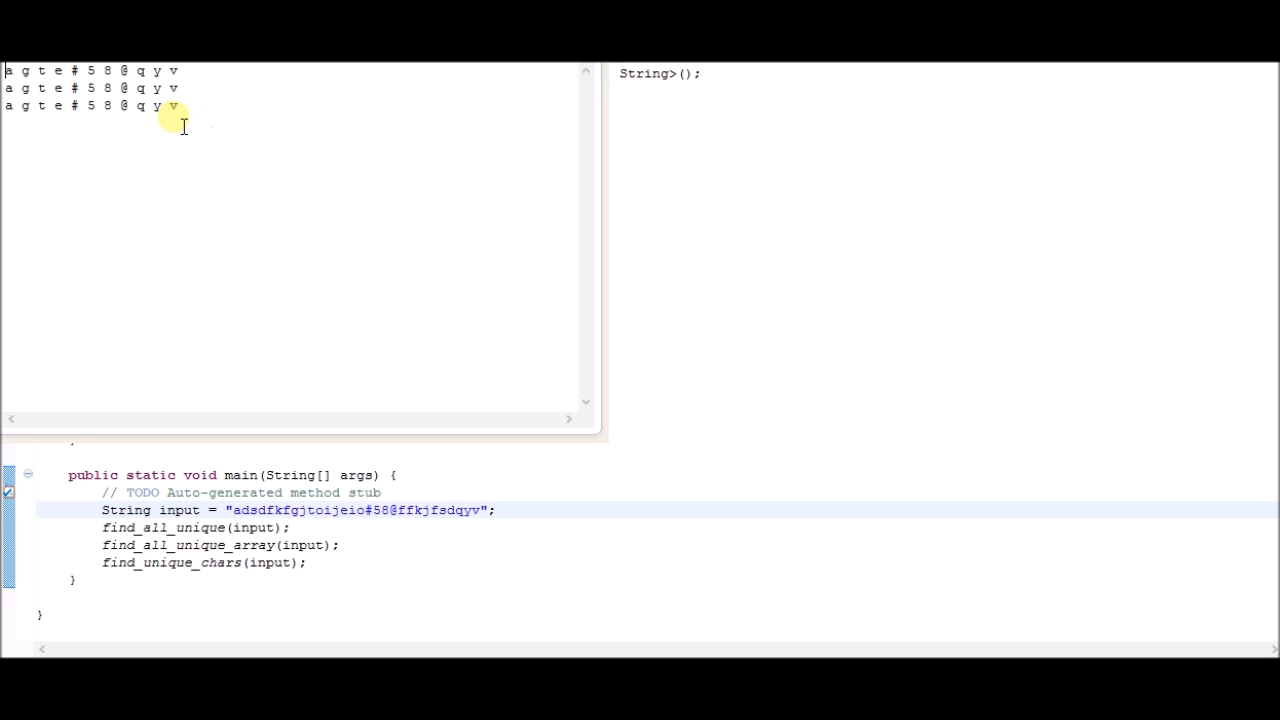 a g t e # 5 8 @ q y v
a g t e # 5 8 @ q y v
a g t e # 5 8 @ q y v
String>();
public static void main(String[] args) {
// TODO Auto-generated method stub
String input = "adsdfkfgjtoijeio#58@ffkjfsdqyv";
find_all_unique(input);
find_all_unique_array(input);
find_unique_chars(input);
}
}